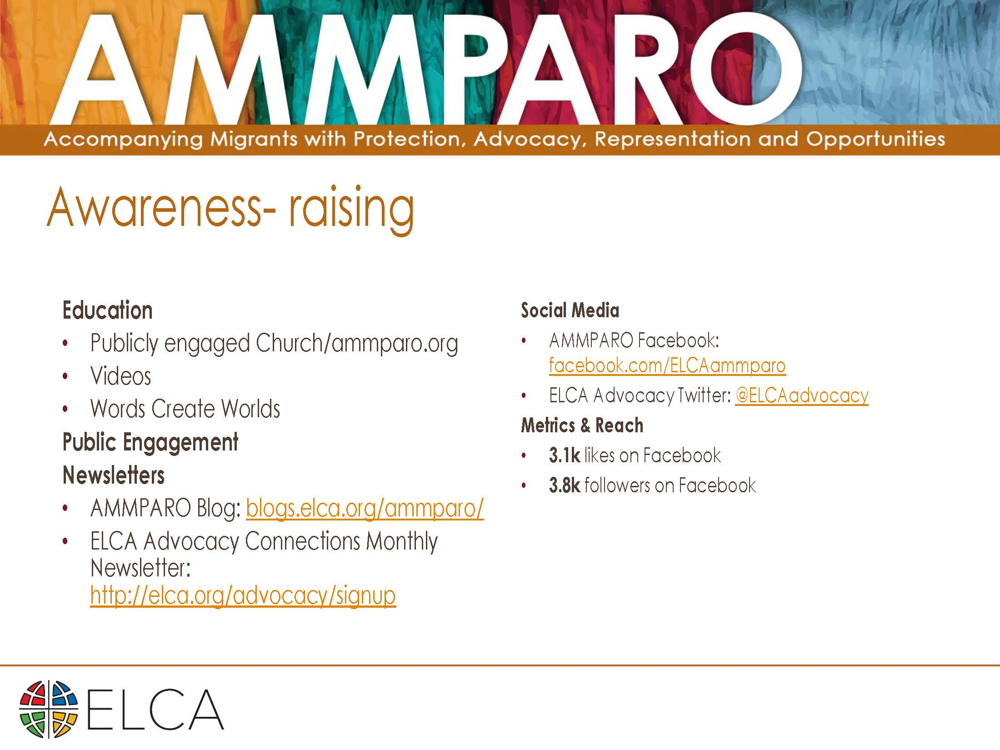 AMMPARO
Accompanying Migrants with Protection, Advocacy, Representation and Opportunities
Awareness- raising
Education
• Publicly engaged Church/ammparo.org
• Videos
• Words Create Worlds
Public Engagement
Newsletters
• AMMPARO Blog: blogs.elca.org/ammparo/
• ELCA Advocacy Connections Monthly
Newsletter:
http://elca.org/advocacy/signup
Social Media
• AMMPARO Facebook:
facebook.com/ELCAammparo
• ELCA Advocacy Twitter: @ELCAadvocacy
Metrics & Reach
• 3.1k likes on Facebook
• 3.8k followers on Facebook
ELCA